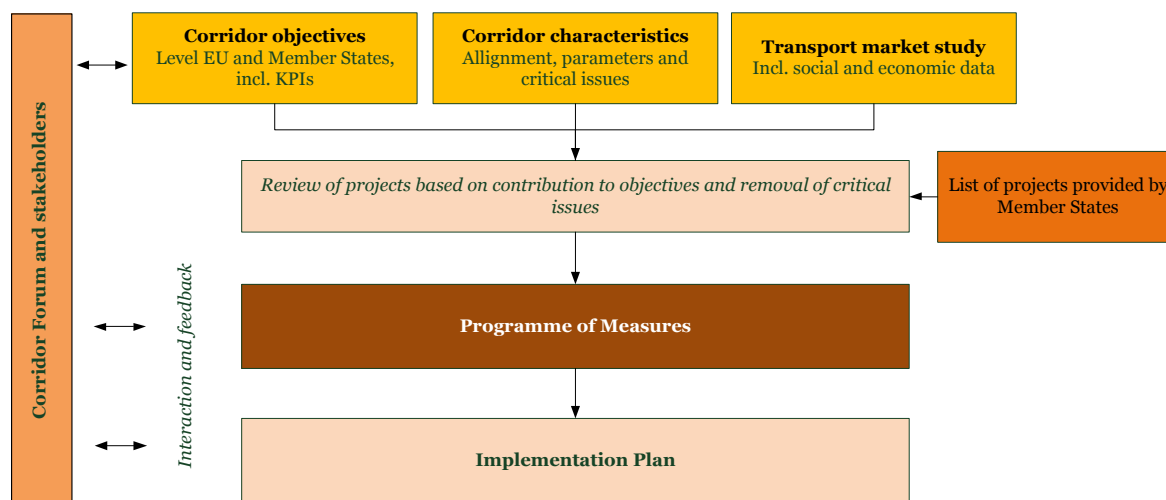 Corridor Forum and stakeholders
Corridor objectives
Level EU and Member States,
incl. KPIs
Corridor characteristics
Allignment, parameters and
critical issues
Transport market study
Incl. social and economic data
Review of projects based on contribution to objectives and removal of critical
issues
List of projects provided by
Member States
Interaction and feedback
Programme of Measures
Implementation Plan